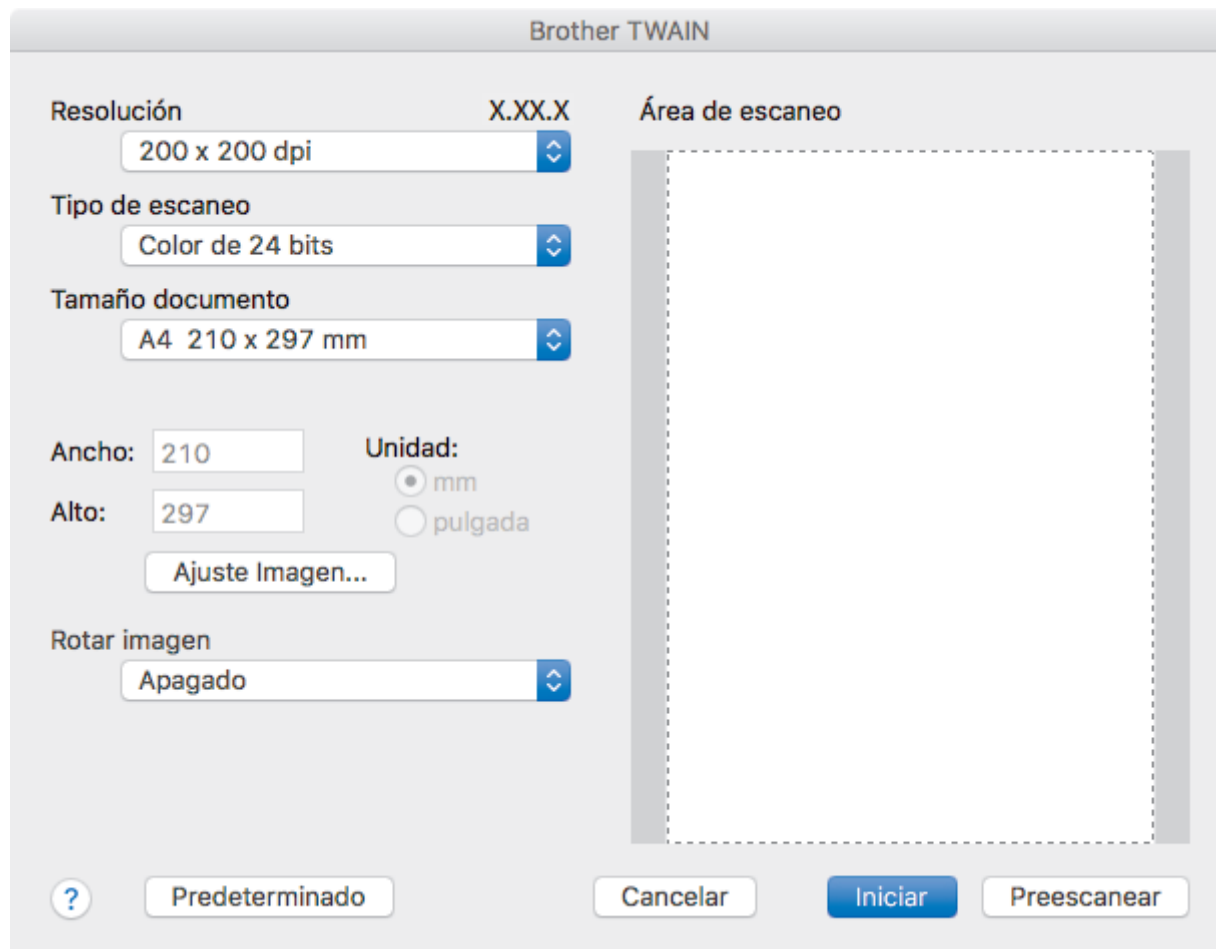 Brother TWAIN
Resolución X.XX.X
200 x 200 dpi
Tipo de escaneo
Color de 24 bits
Tamaño documento
A4 210 x 297 mm
Ancho: 210
Unidad:
mm
Alto: 297
pulgada
Ajuste Imagen...
Rotar imagen
Apagado
Área de escaneo
? Predeterminado Cancelar Iniciar Preescanear